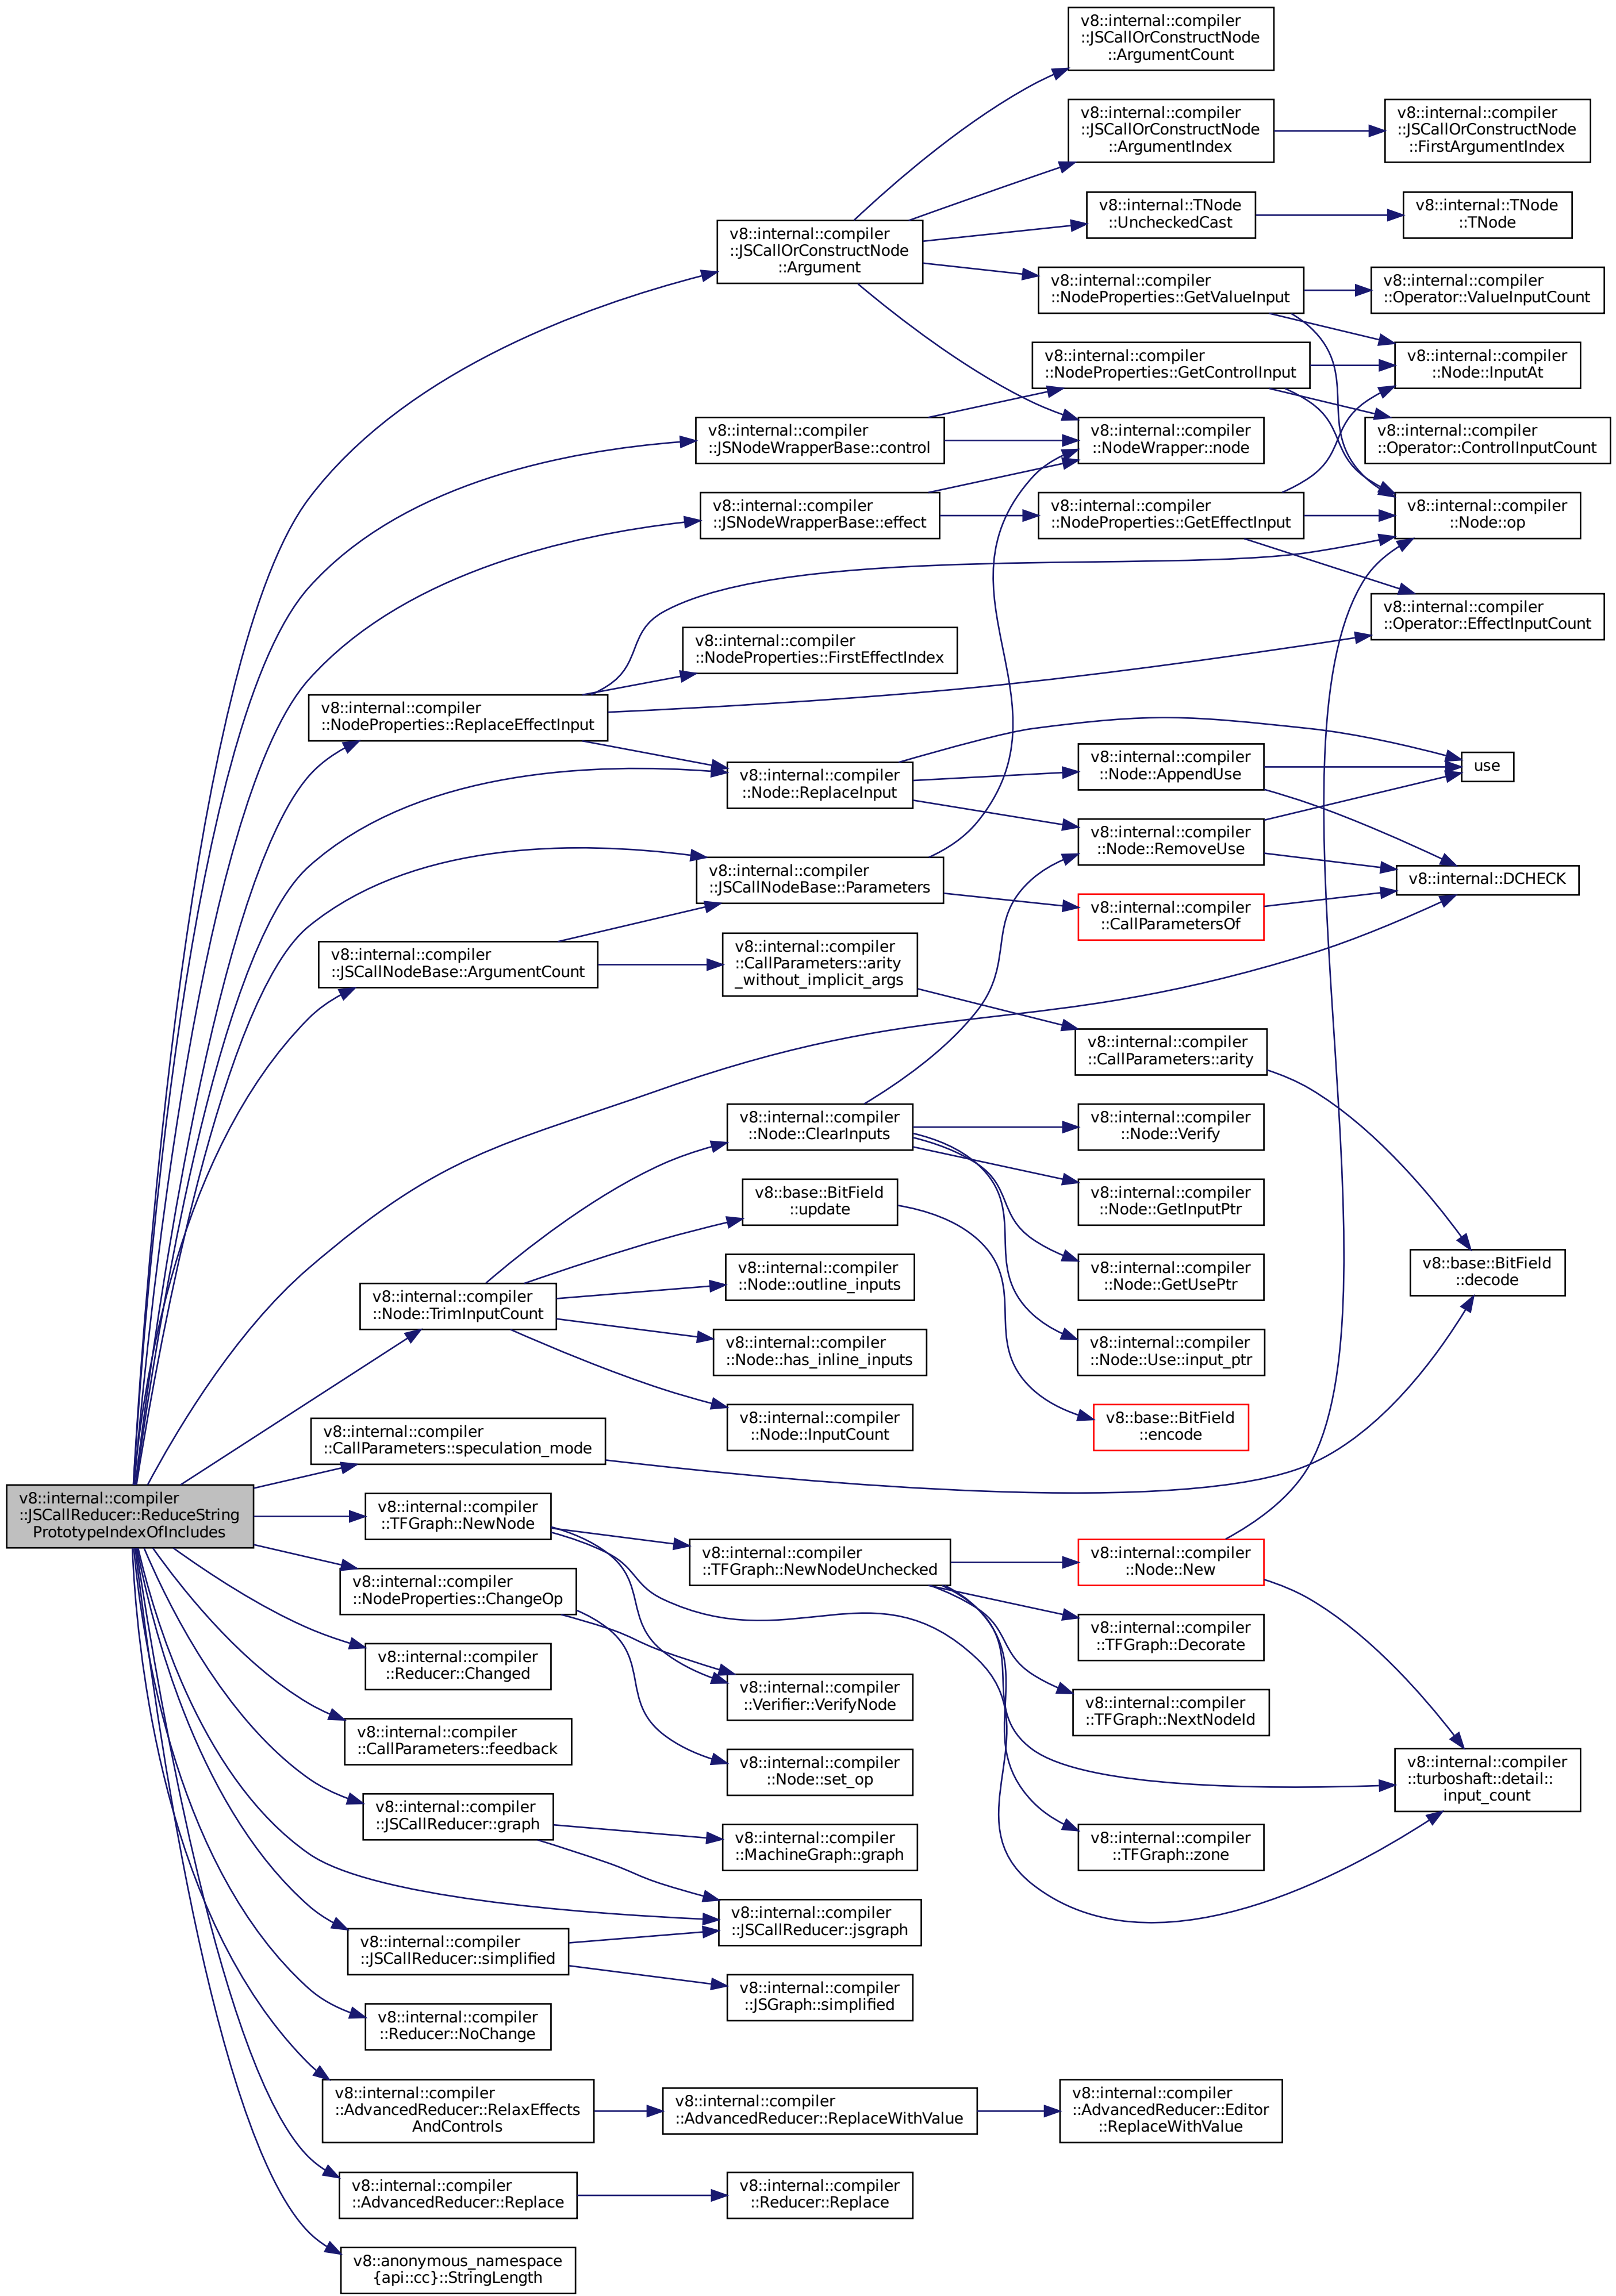 v8::internal::compiler
::JSCallOrConstructNode
::ArgumentCount
v8::internal::compiler
::JSCallOrConstructNode
::ArgumentIndex
v8::internal::compiler
::JSCallOrConstructNode
::FirstArgumentIndex
v8::internal::TNode
::UncheckedCast
v8::internal::TNode
::TNode
v8::internal::compiler
::JSCallOrConstructNode
::Argument
v8::internal::compiler
::NodeProperties::GetValueInput
v8::internal::compiler
::Operator::ValueInputCount
v8::internal::compiler
::NodeProperties::GetControlInput
v8::internal::compiler
::Node::InputAt
v8::internal::compiler
::JSNodeWrapperBase::control
v8::internal::compiler
::NodeWrapper::node
v8::internal::compiler
::Operator::ControlInputCount
v8::internal::compiler
::JSNodeWrapperBase::effect
v8::internal::compiler
::NodeProperties::GetEffectInput
v8::internal::compiler
::Node::op
v8::internal::compiler
::Operator::EffectInputCount
v8::internal::compiler
::NodeProperties::FirstEffectIndex
v8::internal::compiler
::NodeProperties::ReplaceEffectInput
v8::internal::compiler
::Node::ReplaceInput
v8::internal::compiler
::Node::AppendUse
use
v8::internal::compiler
::Node::RemoveUse
v8::internal::compiler
::JSCallNodeBase::Parameters
v8::internal::DCHECK
v8::internal::compiler
::CallParametersOf
v8::internal::compiler
::JSCallNodeBase::ArgumentCount
v8::internal::compiler
::CallParameters::arity
_without_implicit_args
v8::internal::compiler
::CallParameters::arity
v8::internal::compiler
::Node::ClearInputs
v8::internal::compiler
::Node::Verify
v8::base::BitField
::update
v8::internal::compiler
::Node::GetInputPtr
v8::internal::compiler
::Node::TrimInputCount
v8::internal::compiler
::Node::outline_inputs
v8::internal::compiler
::Node::GetUsePtr
v8::base::BitField
::decode
v8::internal::compiler
::Node::has_inline_inputs
v8::internal::compiler
::Node::Use::input_ptr
v8::internal::compiler
::Node::InputCount
v8::base::BitField
::encode
v8::internal::compiler
::CallParameters::speculation_mode
v8::internal::compiler
::JSCallReducer::ReduceString
PrototypeIndexOfIncludes
v8::internal::compiler
::TFGraph::NewNode
v8::internal::compiler
::TFGraph::NewNodeUnchecked
v8::internal::compiler
::Node::New
v8::internal::compiler
::NodeProperties::ChangeOp
v8::internal::compiler
::TFGraph::Decorate
v8::internal::compiler
::Reducer::Changed
v8::internal::compiler
::Verifier::VerifyNode
v8::internal::compiler
::TFGraph::NextNodeId
v8::internal::compiler
::CallParameters::feedback
v8::internal::compiler
::Node::set_op
v8::internal::compiler
::turboshaft::detail::
input_count
v8::internal::compiler
::JSCallReducer::graph
v8::internal::compiler
::MachineGraph::graph
v8::internal::compiler
::TFGraph::zone
v8::internal::compiler
::JSCallReducer::jsgraph
v8::internal::compiler
::JSCallReducer::simplified
v8::internal::compiler
::JSGraph::simplified
v8::internal::compiler
::Reducer::NoChange
v8::internal::compiler
::AdvancedReducer::RelaxEffects
AndControls
v8::internal::compiler
::AdvancedReducer::ReplaceWithValue
v8::internal::compiler
::AdvancedReducer::Editor
::ReplaceWithValue
v8::internal::compiler
::AdvancedReducer::Replace
v8::internal::compiler
::Reducer::Replace
v8::anonymous_namespace
{api::cc}::StringLength